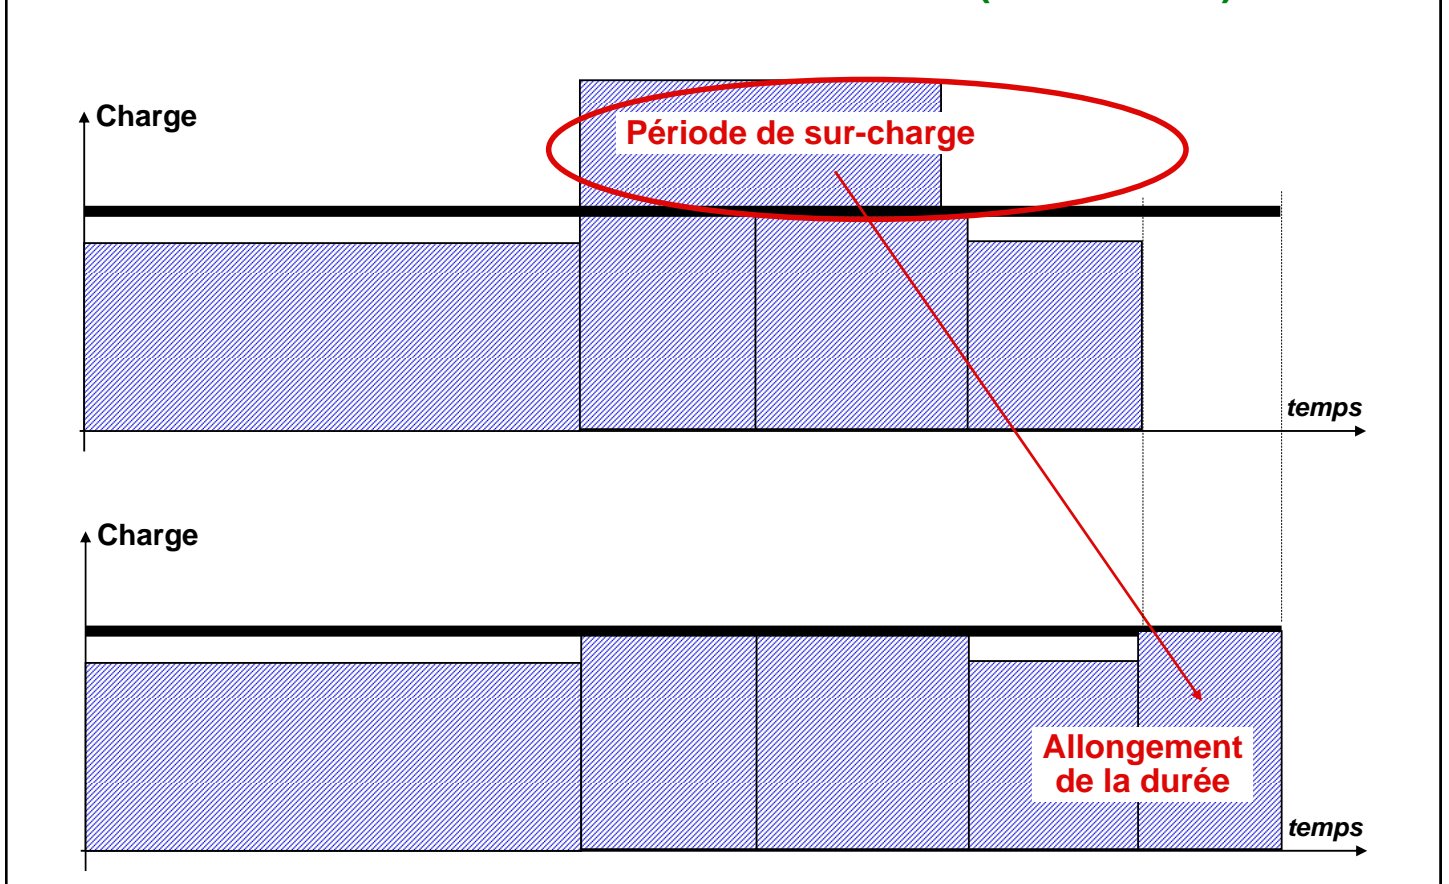 Charge
Période de sur-charge
temps
Charge
Allongement
de la durée
temps